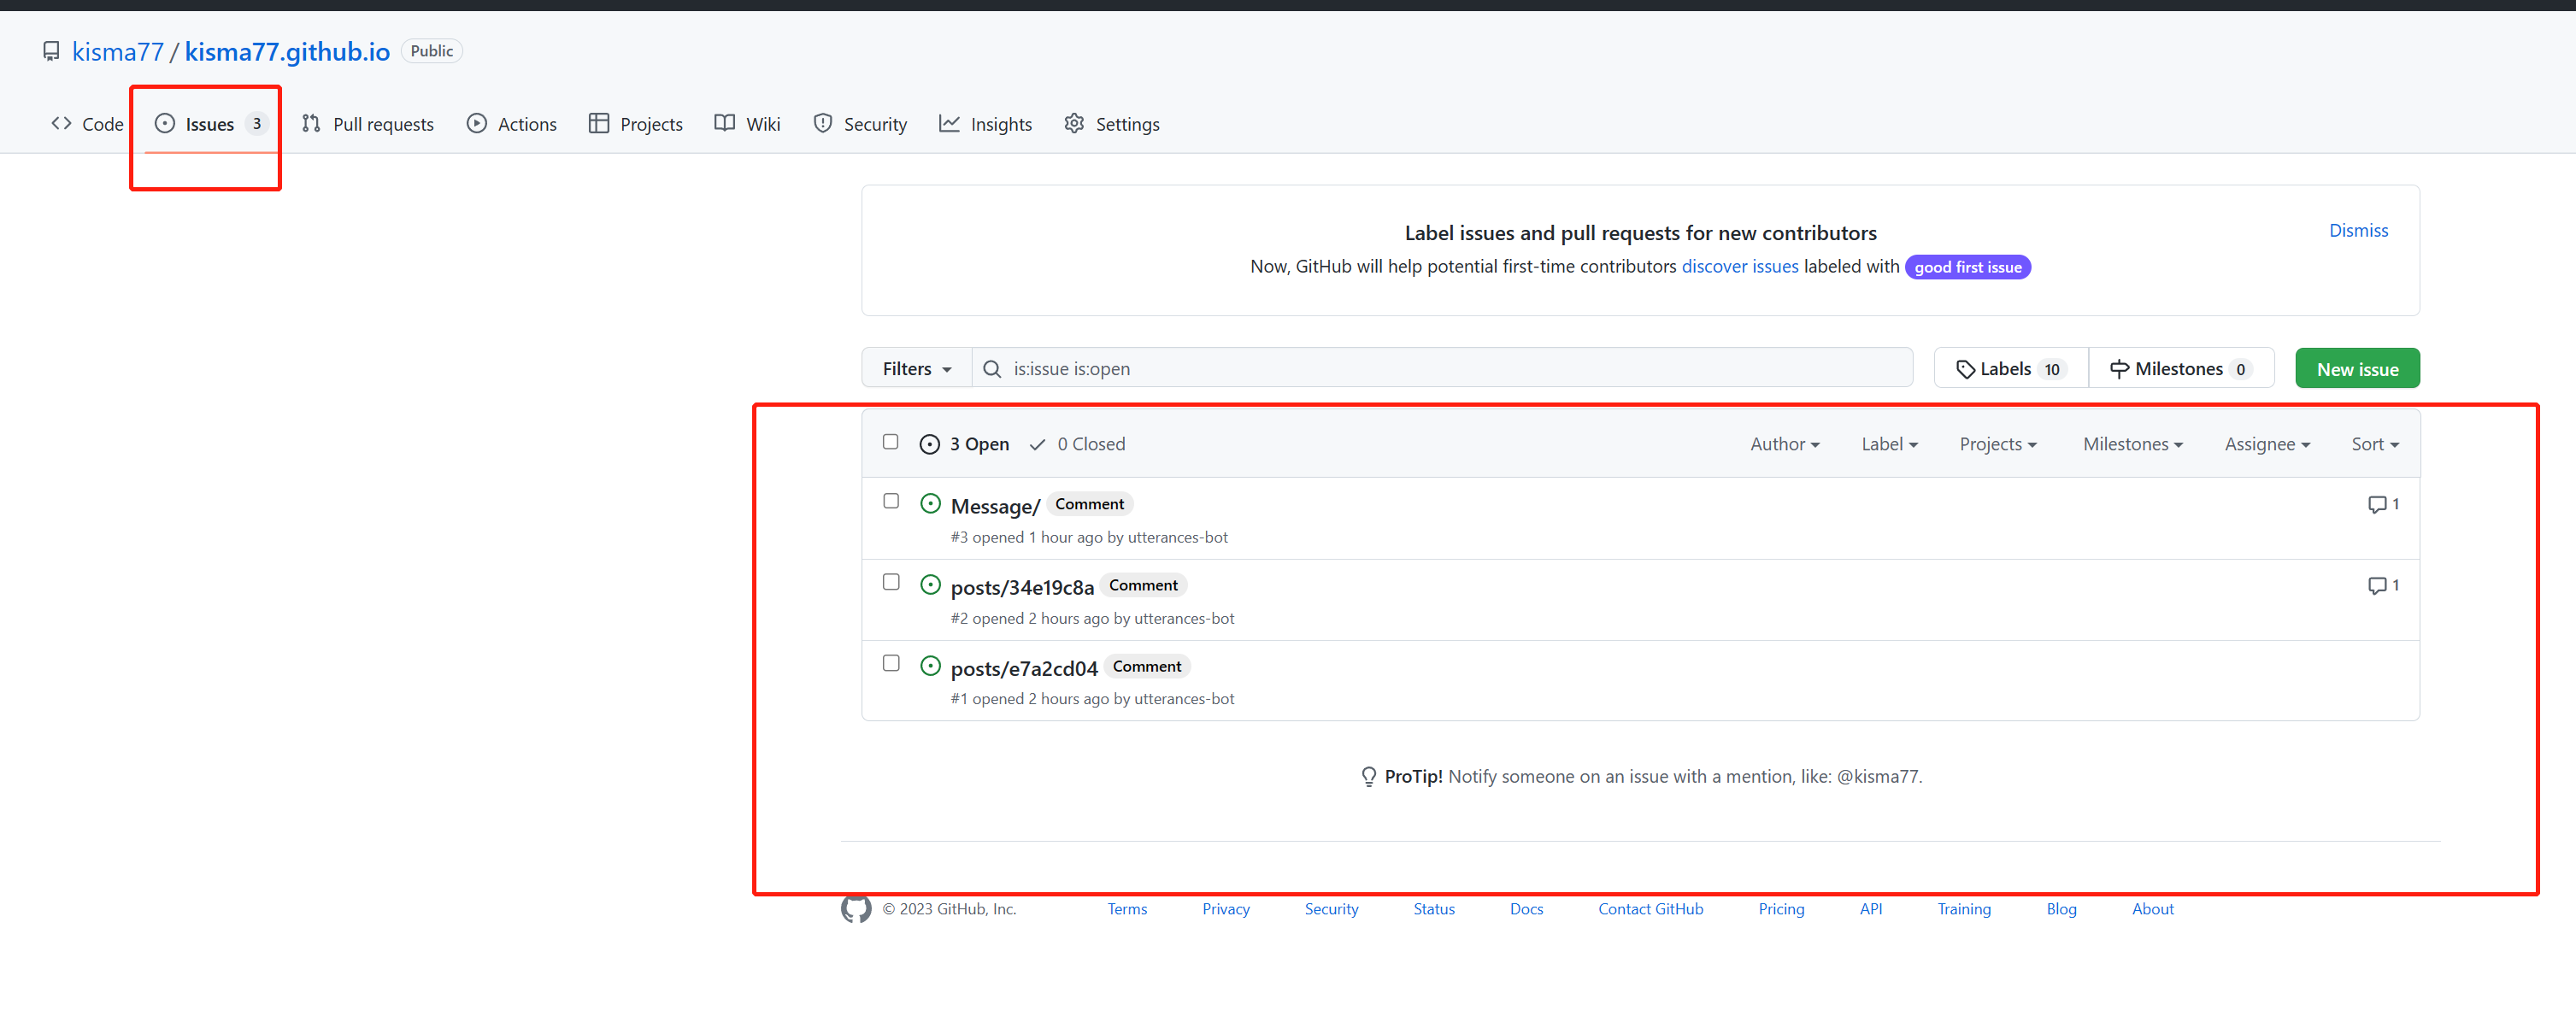 kisma77 / kisma77.github.io Public
Code Issues 3 Pull requests Actions Projects Wiki Security Insights Settings
Label issues and pull requests for new contributors
Dismiss
Now, GitHub will help potential first-time contributors discover issues labeled with good first issue
Filters is:issue is:open Labels 10 Milestones 0 New issue
3 Open 0 Closed Author Label Projects Milestones Assignee Sort
Message/ Comment 1
#3 opened 1 hour ago by utterances-bot
posts/34e19c8a Comment 1
#2 opened 2 hours ago by utterances-bot
posts/e7a2cd04 Comment
#1 opened 2 hours ago by utterances-bot
ProTip! Notify someone on an issue with a mention, like: @kisma77.
© 2023 GitHub, Inc. Terms Privacy Security Status Docs Contact GitHub Pricing API Training Blog About